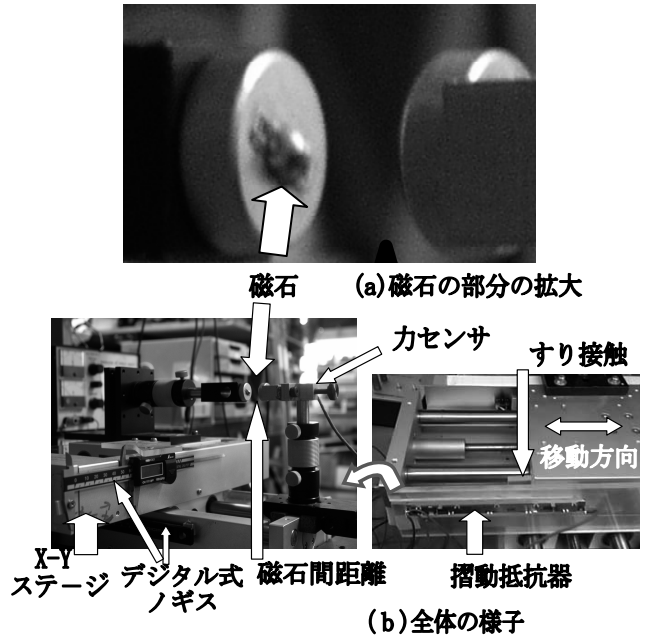 磁石
(a)磁石の部分の拡大
力センサ
すり接触
移動方向
X-Y
ステージ
デジタル式
ノギス
磁石間距離
摺動抵抗器
(b)全体の様子